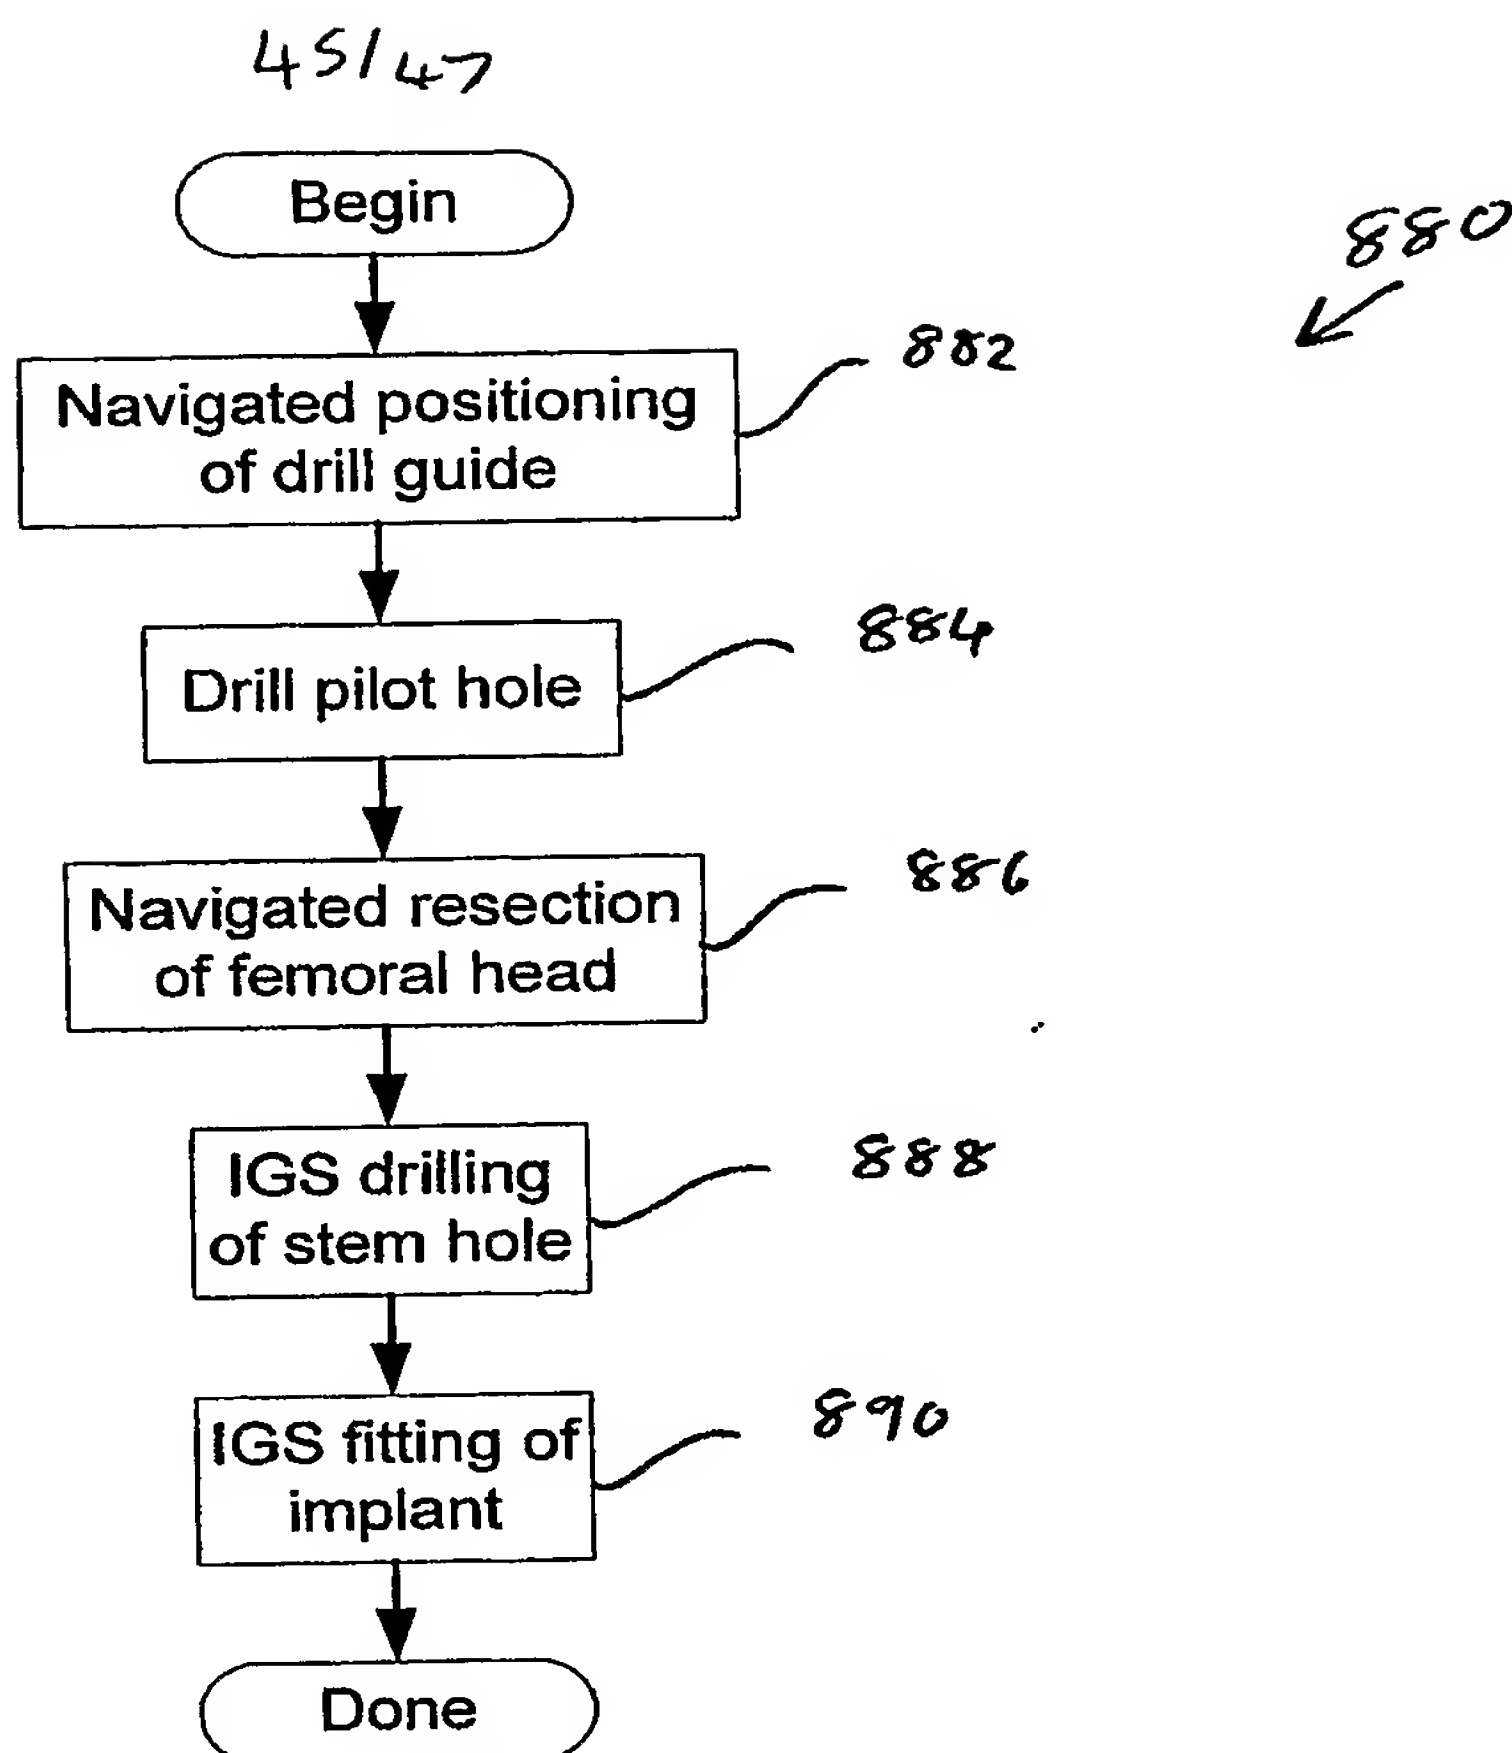 45/47
Begin
880
Navigated positioning
of drill guide
882
Drill pilot hole
884
Navigated resection
of femoral head
886
IGS drilling
of stem hole
888
IGS fitting of
implant
890
Done